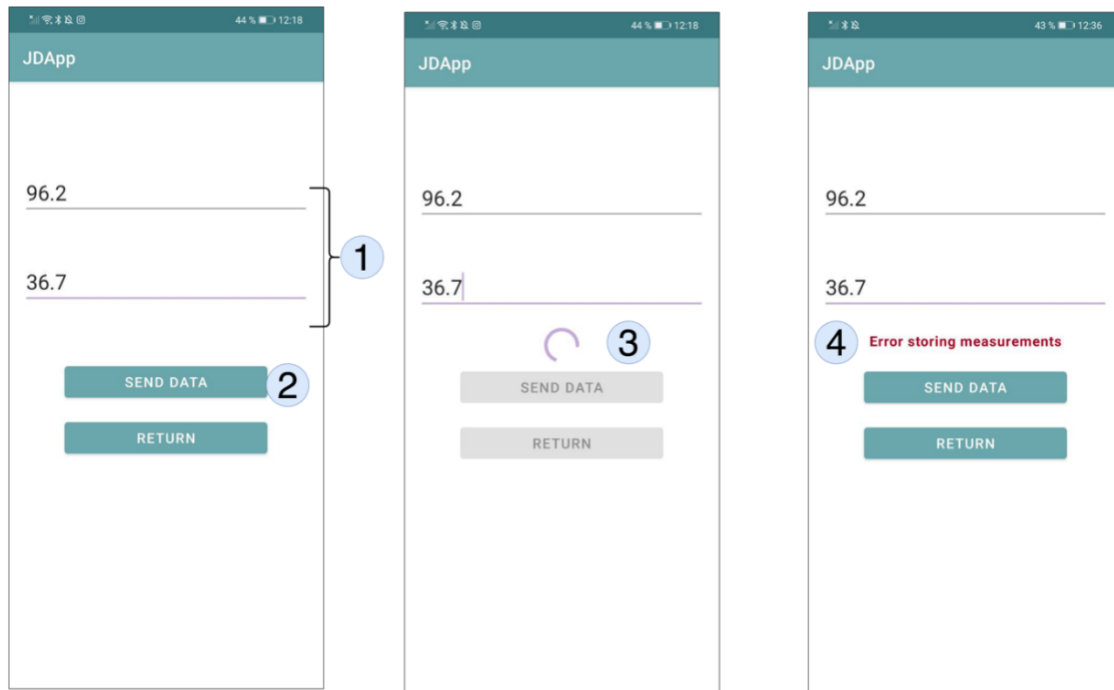 44 % 12:18
JDApp
96.2
36.7
1
SEND DATA
2
RETURN
44 % 12:18
JDApp
96.2
36.7
3
SEND DATA
RETURN
43 % 12:36
JDApp
96.2
36.7
4 Error storing measurements
SEND DATA
RETURN